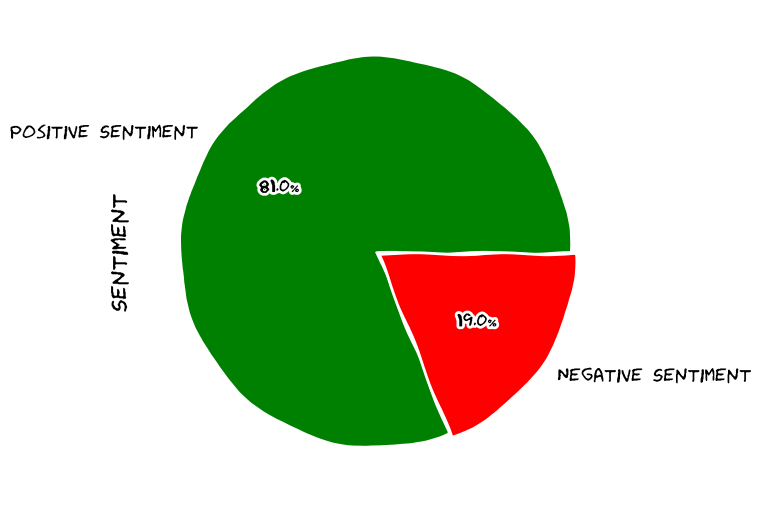 POSITIVE SENTIMENT
81.0%
SENTIMENT
19.0%
NEGATIVE SENTIMENT